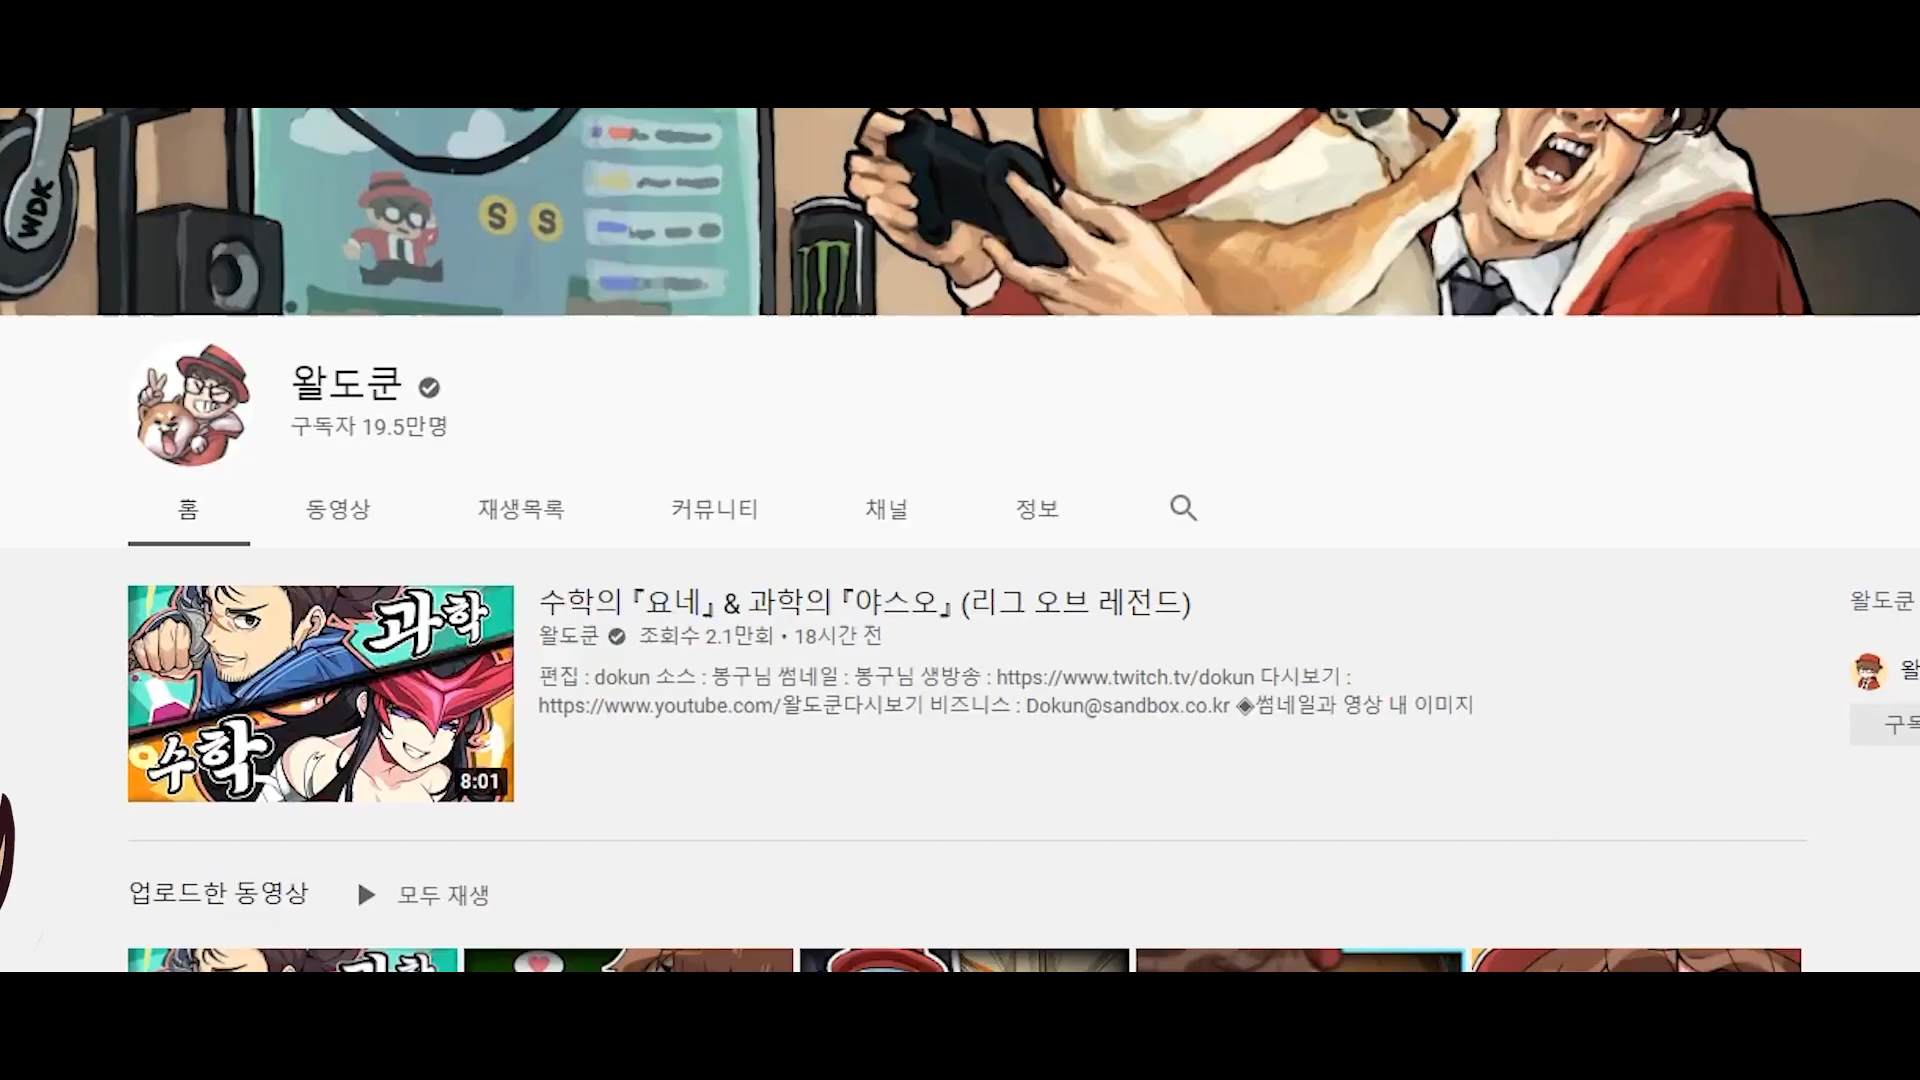 WDK
S S
왈도쿤
구독자 19.5만명
홈 동영상 재생목록 커뮤니티 채널 정보
과학
수학
8:01
수학의『요네』& 과학의『야스오』(리그 오브 레전드)
왈도쿤 조회수 2.1만회 • 18시간 전
편집 : dokun 소스 : 봉구님 썸네일 : 봉구님 생방송 : https://www.twitch.tv/dokun 다시보기 :
https://www.youtube.com/왈도쿤다시보기 비즈니스 : Dokun@sandbox.co.kr ◈썸네일과 영상 내 이미지
왈도쿤
왈
구독
업로드한 동영상 ▶ 모두 재생